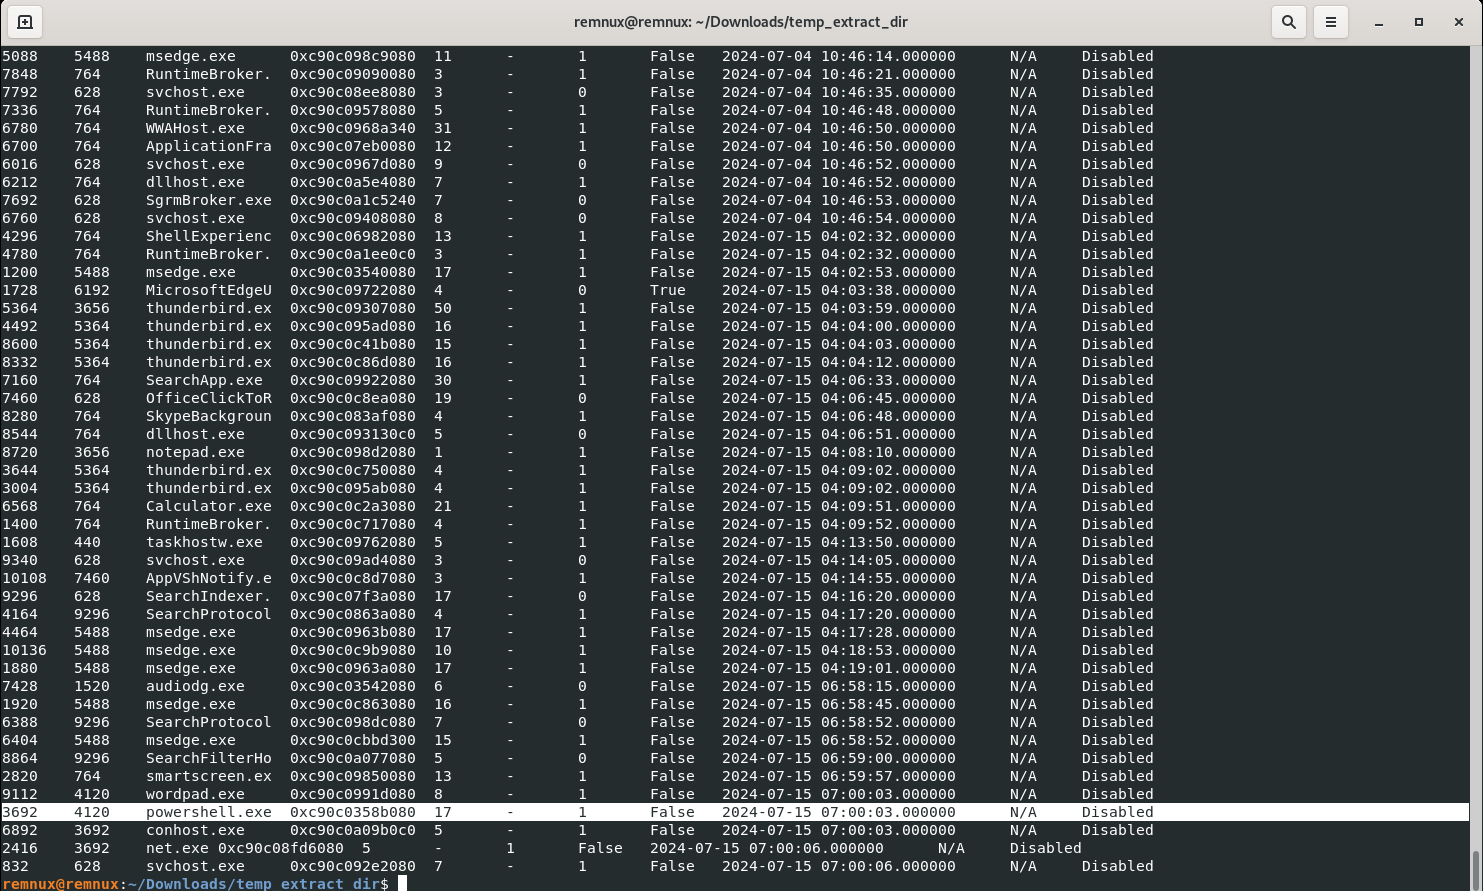 remnux@remnux: ~/Downloads/temp_extract_dir
5088 5488 msedge.exe 0xc90c098c9080 11 - 1 False 2024-07-04 10:46:14.000000 N/A Disabled
7848 764 RuntimeBroker. 0xc90c09090080 3 - 1 False 2024-07-04 10:46:21.000000 N/A Disabled
7792 628 svchost.exe 0xc90c08ee8080 3 - 0 False 2024-07-04 10:46:35.000000 N/A Disabled
7336 764 RuntimeBroker. 0xc90c09578080 5 - 1 False 2024-07-04 10:46:48.000000 N/A Disabled
6780 764 WWAHost.exe 0xc90c0968a340 31 - 1 False 2024-07-04 10:46:50.000000 N/A Disabled
6700 764 ApplicationFra 0xc90c07eb0080 12 - 1 False 2024-07-04 10:46:50.000000 N/A Disabled
6016 628 svchost.exe 0xc90c0967d080 9 - 0 False 2024-07-04 10:46:52.000000 N/A Disabled
6212 764 dllhost.exe 0xc90c0a5e4080 7 - 1 False 2024-07-04 10:46:52.000000 N/A Disabled
7692 628 SgrmBroker.exe 0xc90c0a1c5240 7 - 0 False 2024-07-04 10:46:53.000000 N/A Disabled
6760 628 svchost.exe 0xc90c09408080 8 - 0 False 2024-07-04 10:46:54.000000 N/A Disabled
4296 764 ShellExperienc 0xc90c06982080 13 - 1 False 2024-07-15 04:02:32.000000 N/A Disabled
4780 764 RuntimeBroker. 0xc90c0a1ee0c0 3 - 1 False 2024-07-15 04:02:32.000000 N/A Disabled
1200 5488 msedge.exe 0xc90c03540080 17 - 1 False 2024-07-15 04:02:53.000000 N/A Disabled
1728 6192 MicrosoftEdgeU 0xc90c09722080 4 - 0 True 2024-07-15 04:03:38.000000 N/A Disabled
5364 3656 thunderbird.ex 0xc90c09307080 50 - 1 False 2024-07-15 04:03:59.000000 N/A Disabled
4492 5364 thunderbird.ex 0xc90c095ad080 16 - 1 False 2024-07-15 04:04:00.000000 N/A Disabled
8600 5364 thunderbird.ex 0xc90c0c41b080 15 - 1 False 2024-07-15 04:04:03.000000 N/A Disabled
8332 5364 thunderbird.ex 0xc90c0c86d080 16 - 1 False 2024-07-15 04:04:12.000000 N/A Disabled
7160 764 SearchApp.exe 0xc90c09922080 30 - 1 False 2024-07-15 04:06:33.000000 N/A Disabled
7460 628 OfficeClickToR 0xc90c0c8ea080 19 - 0 False 2024-07-15 04:06:45.000000 N/A Disabled
8280 764 SkypeBackgroun 0xc90c083af080 4 - 1 False 2024-07-15 04:06:48.000000 N/A Disabled
8544 764 dllhost.exe 0xc90c093130c0 5 - 0 False 2024-07-15 04:06:51.000000 N/A Disabled
8720 3656 notepad.exe 0xc90c098d2080 1 - 1 False 2024-07-15 04:08:10.000000 N/A Disabled
3644 5364 thunderbird.ex 0xc90c0c750080 4 - 1 False 2024-07-15 04:09:02.000000 N/A Disabled
3004 5364 thunderbird.ex 0xc90c095ab080 4 - 1 False 2024-07-15 04:09:02.000000 N/A Disabled
6568 764 Calculator.exe 0xc90c0c2a3080 21 - 1 False 2024-07-15 04:09:51.000000 N/A Disabled
1400 764 RuntimeBroker. 0xc90c0c717080 4 - 1 False 2024-07-15 04:09:52.000000 N/A Disabled
1608 440 taskhostw.exe 0xc90c09762080 5 - 1 False 2024-07-15 04:13:50.000000 N/A Disabled
9340 628 svchost.exe 0xc90c09ad4080 3 - 0 False 2024-07-15 04:14:05.000000 N/A Disabled
10108 7460 AppVShNotify.e 0xc90c0c8d7080 3 - 1 False 2024-07-15 04:14:55.000000 N/A Disabled
9296 628 SearchIndexer. 0xc90c07f3a080 17 - 0 False 2024-07-15 04:16:20.000000 N/A Disabled
4164 9296 SearchProtocol 0xc90c0863a080 4 - 1 False 2024-07-15 04:17:20.000000 N/A Disabled
4464 5488 msedge.exe 0xc90c0963b080 17 - 1 False 2024-07-15 04:17:28.000000 N/A Disabled
10136 5488 msedge.exe 0xc90c0c9b9080 10 - 1 False 2024-07-15 04:18:53.000000 N/A Disabled
1880 5488 msedge.exe 0xc90c0963a080 17 - 1 False 2024-07-15 04:19:01.000000 N/A Disabled
7428 1520 audiodg.exe 0xc90c03542080 6 - 0 False 2024-07-15 06:58:15.000000 N/A Disabled
1920 5488 msedge.exe 0xc90c0c863080 16 - 1 False 2024-07-15 06:58:45.000000 N/A Disabled
6388 9296 SearchProtocol 0xc90c098dc080 7 - 0 False 2024-07-15 06:58:52.000000 N/A Disabled
6404 5488 msedge.exe 0xc90c0cbbd300 15 - 1 False 2024-07-15 06:58:52.000000 N/A Disabled
8864 9296 SearchFilterHo 0xc90c0a077080 5 - 0 False 2024-07-15 06:59:00.000000 N/A Disabled
2820 764 smartscreen.ex 0xc90c09850080 13 - 1 False 2024-07-15 06:59:57.000000 N/A Disabled
9112 4120 wordpad.exe 0xc90c0991d080 8 - 1 False 2024-07-15 07:00:03.000000 N/A Disabled
3692 4120 powershell.exe 0xc90c0358b080 17 - 1 False 2024-07-15 07:00:03.000000 N/A Disabled
6892 3692 conhost.exe 0xc90c0a09b0c0 5 - 1 False 2024-07-15 07:00:03.000000 N/A Disabled
2416 3692 net.exe 0xc90c08fd6080 5 - 1 False 2024-07-15 07:00:06.000000 N/A Disabled
832 628 svchost.exe 0xc90c092e2080 7 - 1 False 2024-07-15 07:00:06.000000 N/A Disabled
remnux@remnux:~/Downloads/temp_extract_dir$